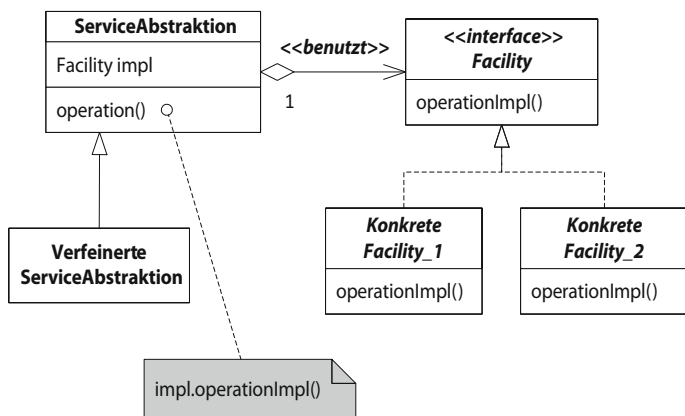 ServiceAbstraktion
Facility impl
operation()
<<benutzt>>
1
<<interface>>
Facility
operationImpl()
Verfeinerte
ServiceAbstraktion
Konkrete
Facility_1
operationImpl()
Konkrete
Facility_2
operationImpl()
impl.operationImpl()